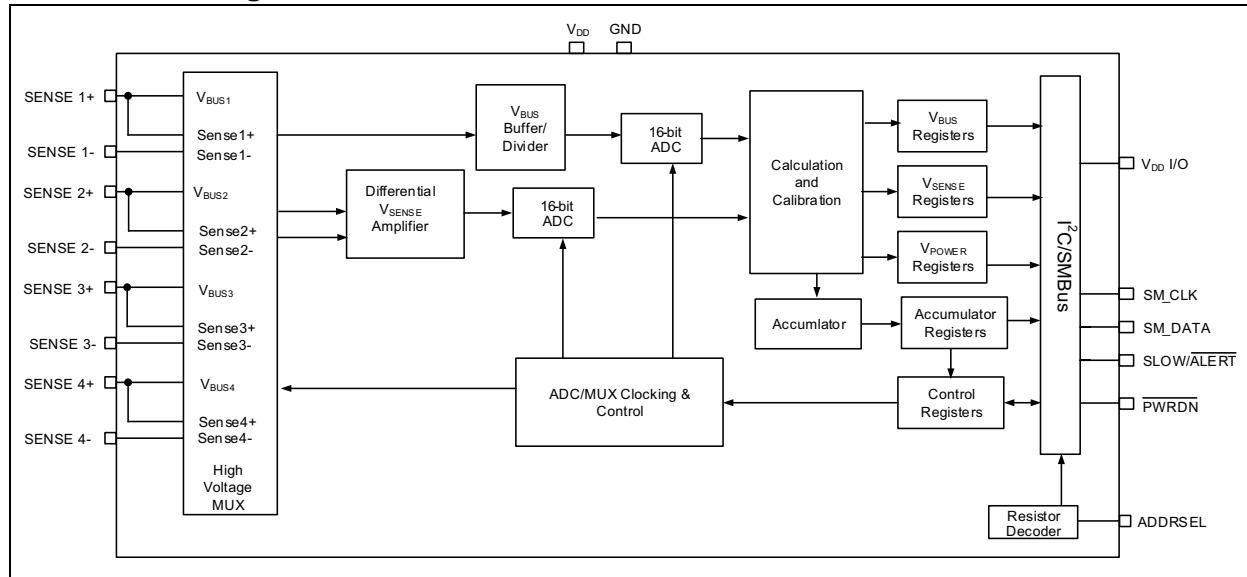 VDD
GND
SENSE 1+
SENSE 1-
SENSE 2+
SENSE 2-
SENSE 3+
SENSE 3-
SENSE 4+
SENSE 4-
VBUS1
Sense1+
Sense1-
VBUS2
Sense2+
Sense2-
VBUS3
Sense3+
Sense3-
VBUS4
Sense4+
Sense4-
High
Voltage
MUX
VBUS
Buffer/
Divider
16-bit
ADC
Differential
VSENSE
Amplifier
16-bit
ADC
ADC/MUX Clocking &
Control
Calculation
and
Calibration
Accumlator
VBUS
Registers
VSENSE
Registers
VPOWER
Registers
Accumulator
Registers
Control
Registers
I²C/SMBus
Resistor
Decoder
VDD I/O
SM_CLK
SM_DATA
SLOW/ALERT
PWRDN
ADDRSEL